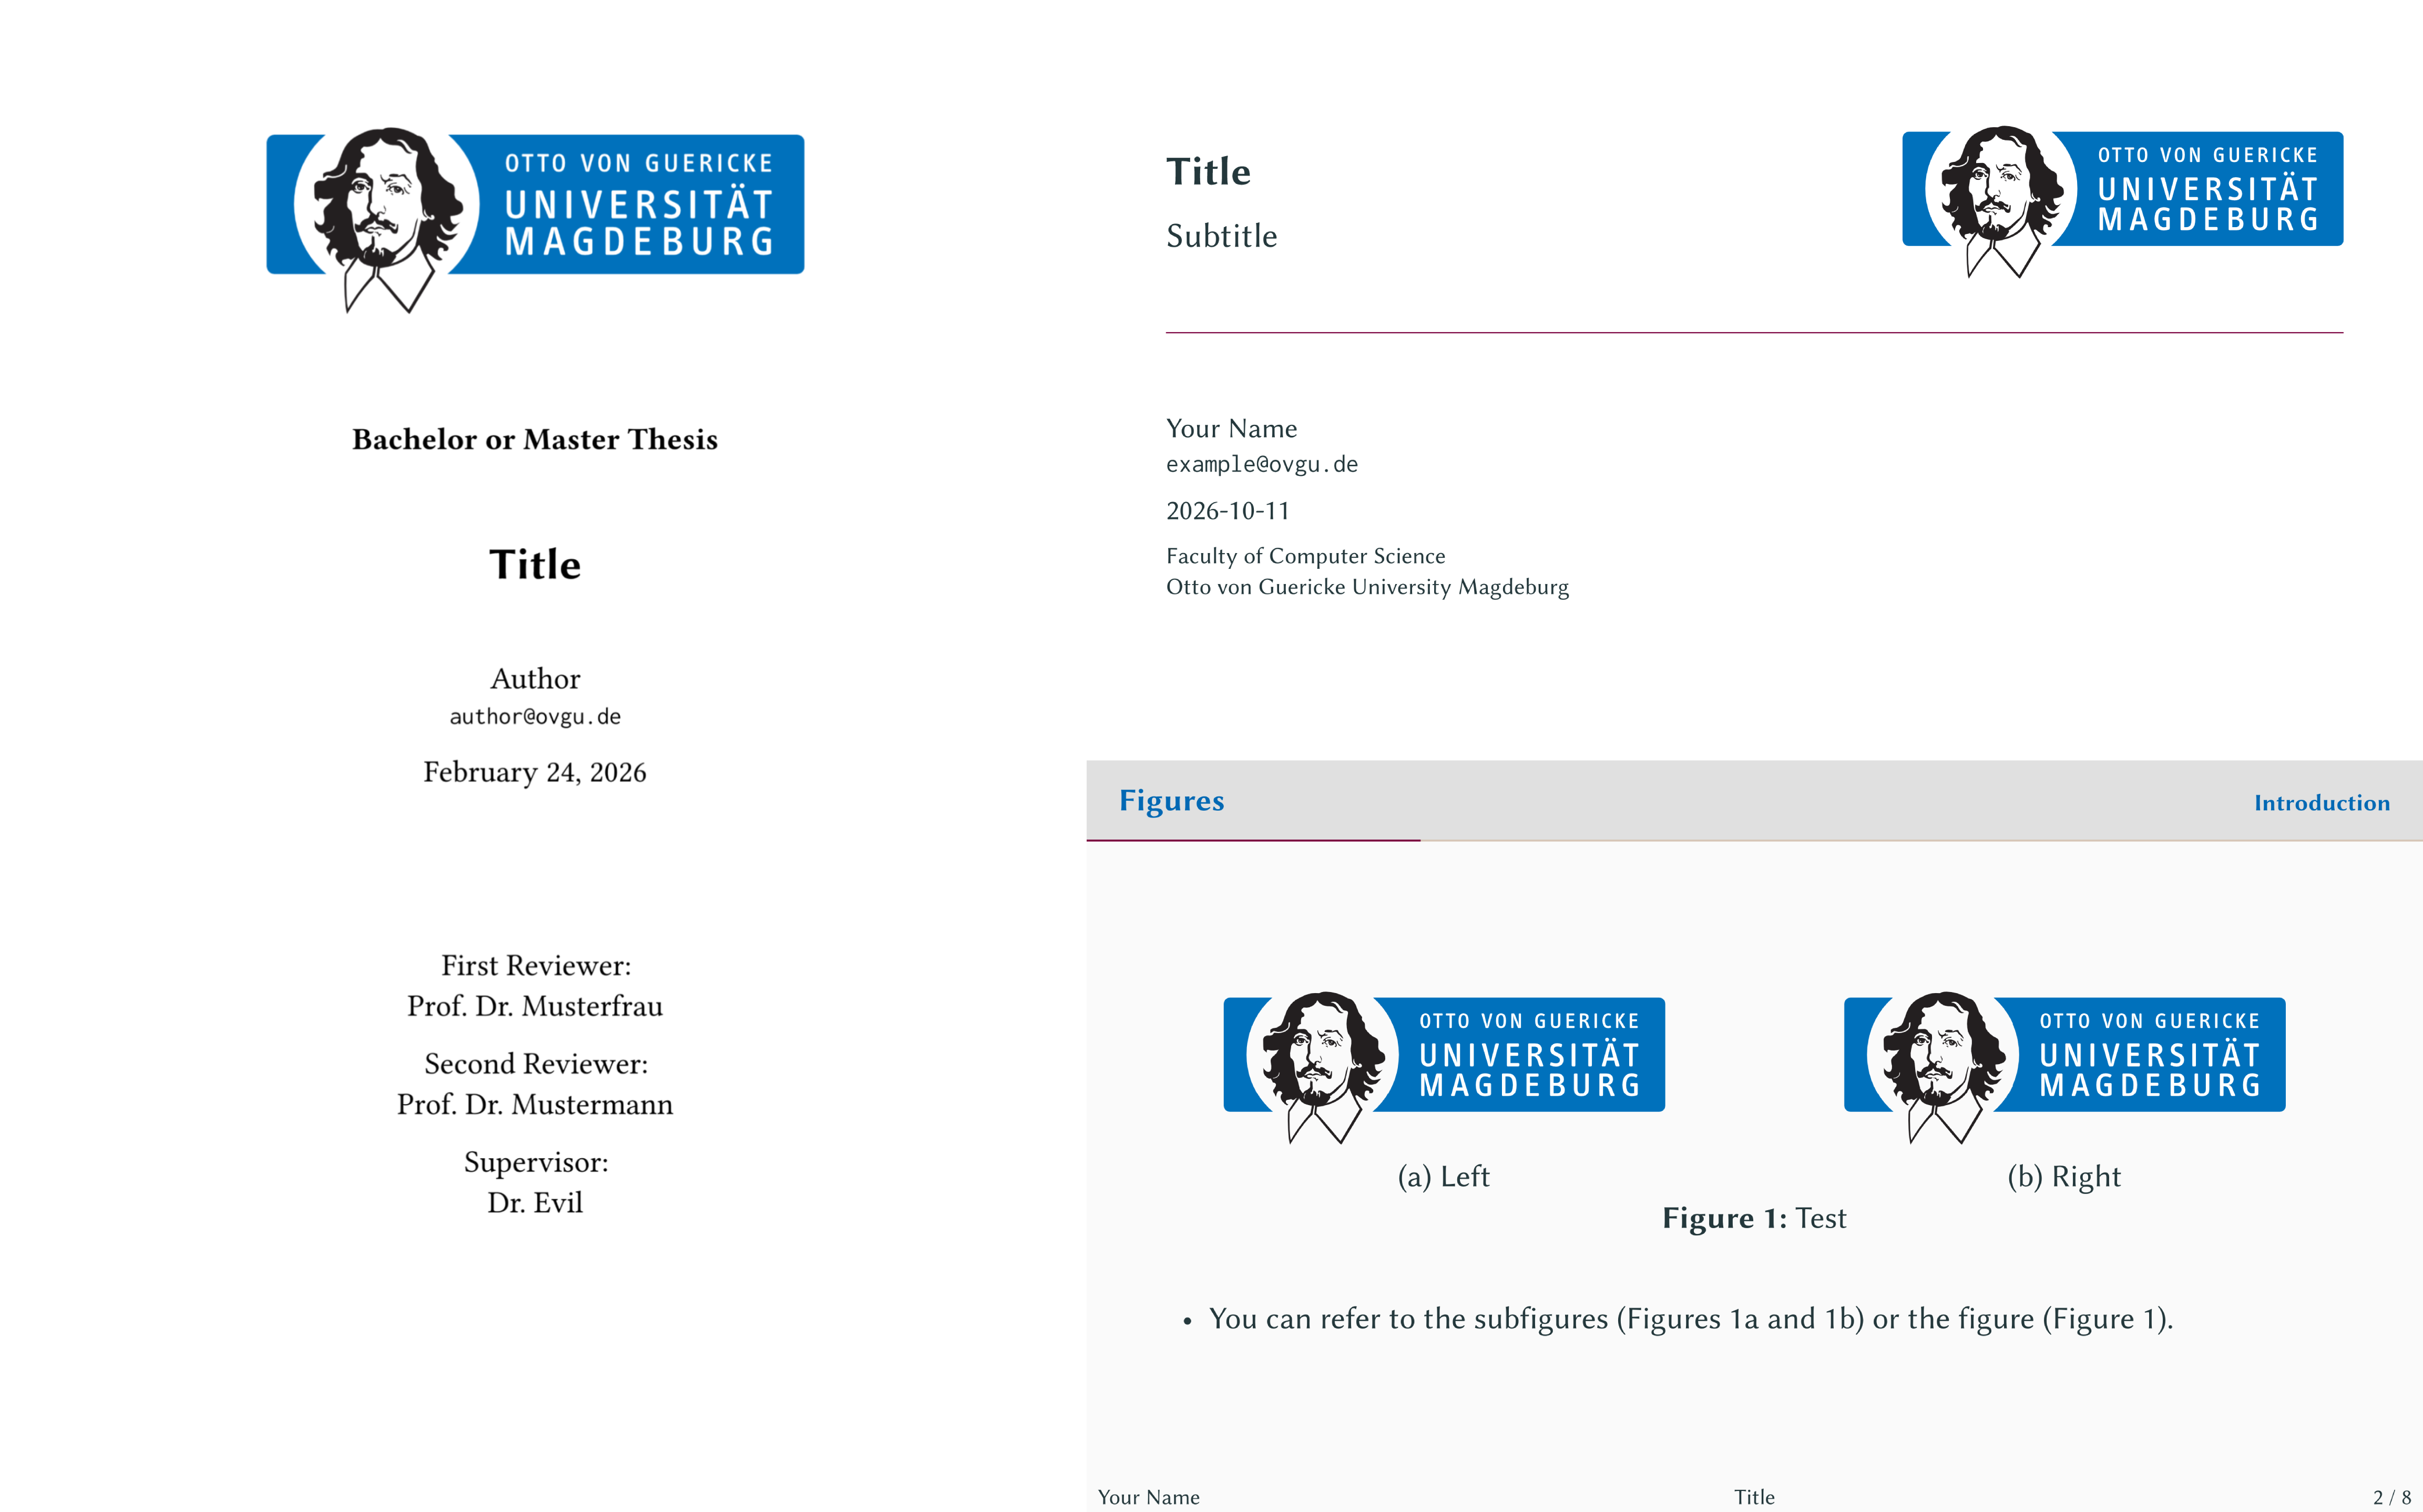 OTTO VON GUERICKE
UNIVERSITÄT
MAGDEBURG
Bachelor or Master Thesis
Title
Author
author@ovgu.de
February 24, 2026
First Reviewer:
Prof. Dr. Musterfrau
Second Reviewer:
Prof. Dr. Mustermann
Supervisor:
Dr. Evil
Title
Subtitle
OTTO VON GUERICKE
UNIVERSITÄT
MAGDEBURG
Your Name
example@ovgu.de
2026-10-11
Faculty of Computer Science
Otto von Guericke University Magdeburg
Figures
Introduction
OTTO VON GUERICKE
UNIVERSITÄT
MAGDEBURG
(a) Left
OTTO VON GUERICKE
UNIVERSITÄT
MAGDEBURG
(b) Right
Figure 1: Test
• You can refer to the subfigures (Figures 1a and 1b) or the figure (Figure 1).
Your Name
Title
2 / 8